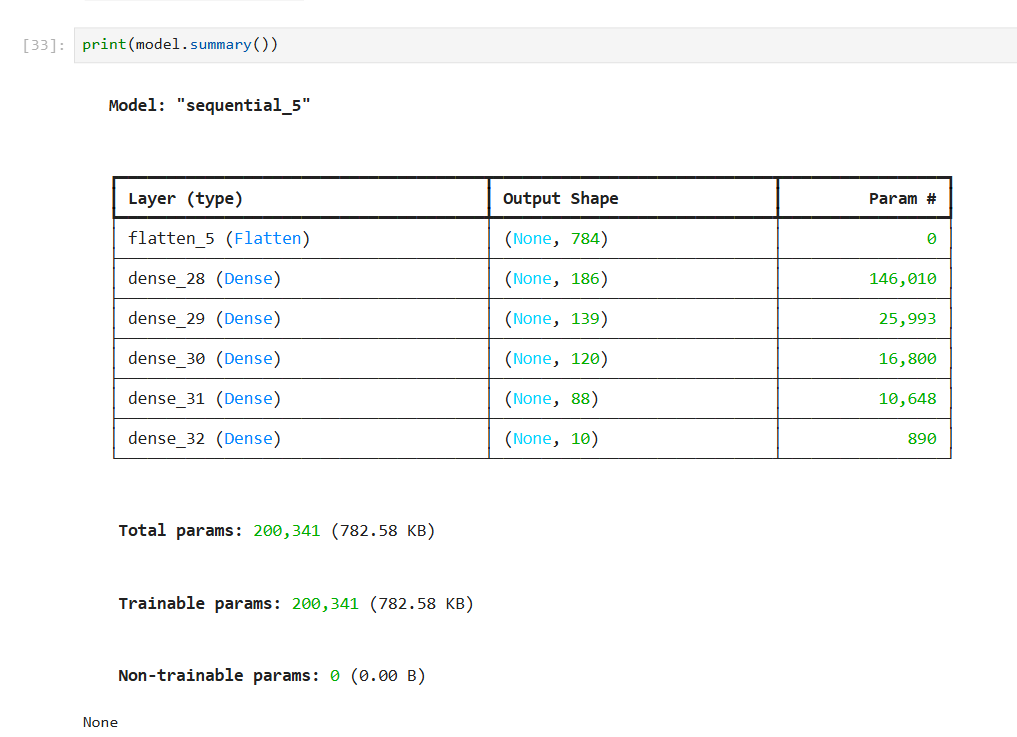 [33]: print(model.summary())
Model: "sequential_5"
Layer (type) Output Shape Param #
flatten_5 (Flatten) (None, 784) 0
dense_28 (Dense) (None, 186) 146,010
dense_29 (Dense) (None, 139) 25,993
dense_30 (Dense) (None, 120) 16,800
dense_31 (Dense) (None, 88) 10,648
dense_32 (Dense) (None, 10) 890
Total params: 200,341 (782.58 KB)
Trainable params: 200,341 (782.58 KB)
Non-trainable params: 0 (0.00 B)
None